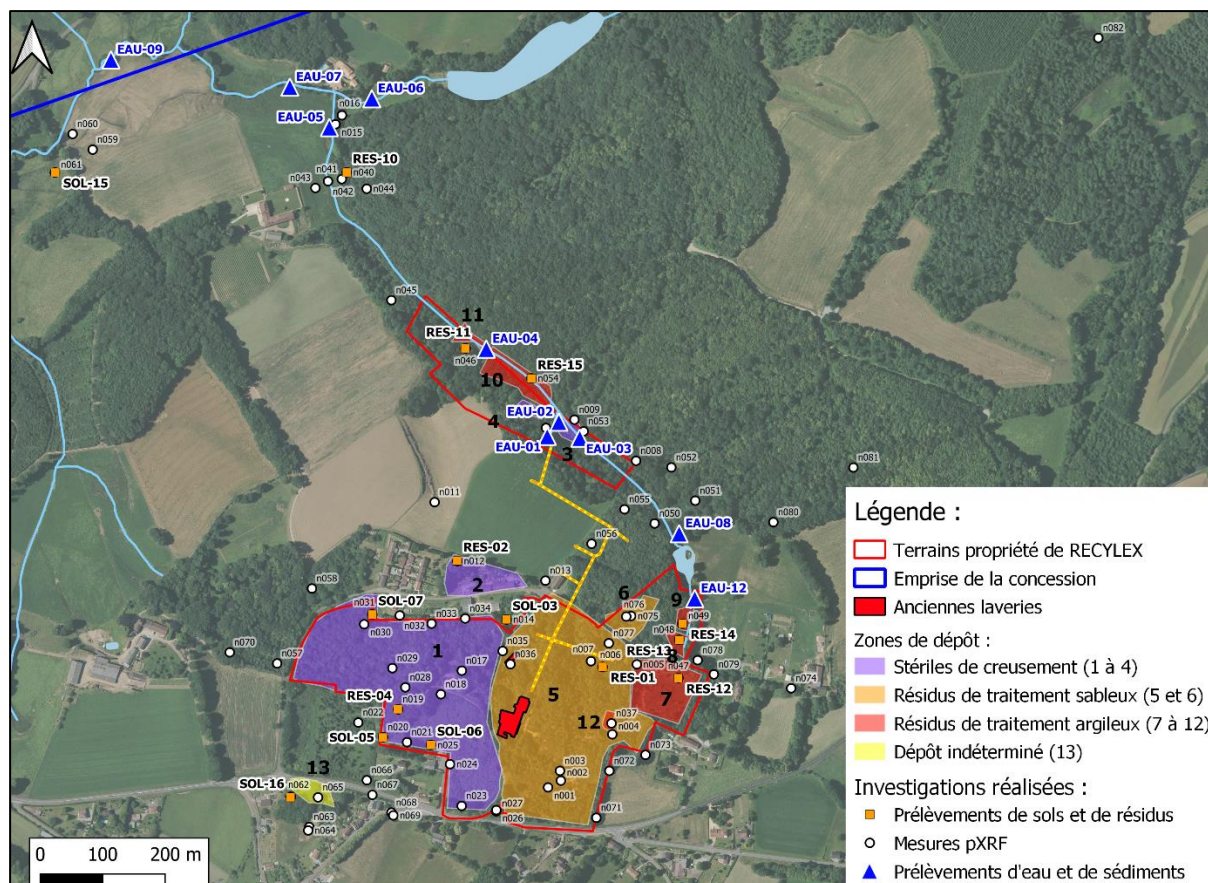 EAU-09
n082
EAU-07
EAU-06
n016
EAU-05
n015
n060
n059
n061
SOL-15
RES-10
n041
n040
n043
n042
n044
n045
11
RES-11
EAU-04
n046
RES-15
n054
10
EAU-02
n009
4
n053
EAU-01
EAU-03
3
n008
n052
n081
n051
n011
n055
n050
n080
EAU-08
n056
RES-02
n012
n013
n058
2
EAU-12
n031
SOL-07
n034
SOL-03
6
n076
9
n033
n014
n075
n049
n030
n032
n048
RES-14
n070
n057
1
n035
n077
RES-13
8
n078
n029
n017
n036
n007
n006
n005
n047
n079
RES-01
RES-12
n028
n018
n074
RES-04
n019
5
7
n022
12
n037
n020
n004
SOL-05
n021
SOL-06
n025
n073
13
n024
n003
n072
n066
n002
SOL-16
n062
n065
n067
n001
n063
n068
n023
n027
n064
n069
n026
n071
0 100 200 m
Légende :
Terrains propriété de RECYLEX
Emprise de la concession
Anciennes laveries
Zones de dépôt :
Stériles de creusement (1 à 4)
Résidus de traitement sableux (5 et 6)
Résidus de traitement argileux (7 à 12)
Dépôt indéterminé (13)
Investigations réalisées :
Prélèvements de sols et de résidus
Mesures pXRF
Prélèvements d'eau et de sédiments